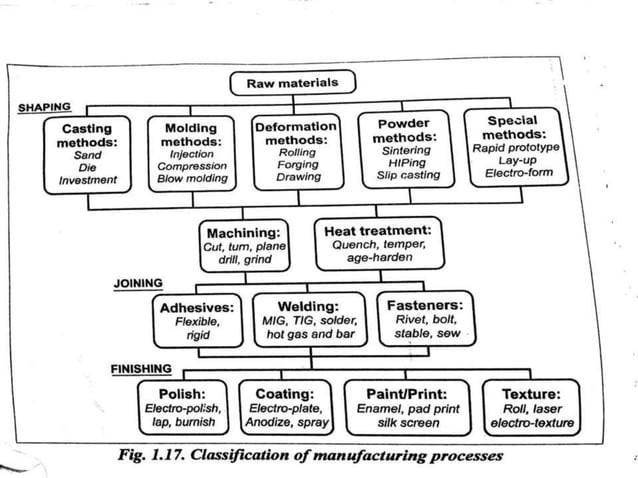 Raw materials
SHAPING
Casting
methods:
Sand
Die
Investment
Molding
methods:
Injection
Compression
Blow molding
Deformation
methods:
Rolling
Forging
Drawing
Powder
methods:
Sintering
HIPing
Slip casting
Special
methods:
Rapid prototype
Lay-up
Electro-form
Machining:
Cut, turn, plane
drill, grind
Heat treatment:
Quench, temper,
age-harden
JOINING
Adhesives:
Flexible,
rigid
Welding:
MIG, TIG, solder,
hot gas and bar
Fasteners:
Rivet, bolt,
stable, sew
FINISHING
Polish:
Electro-polish,
lap, burnish
Coating:
Electro-plate,
Anodize, spray
Paint/Print:
Enamel, pad print
silk screen
Texture:
Roll, laser
electro-texture
Fig. 1.17. Classification of manufacturing processes